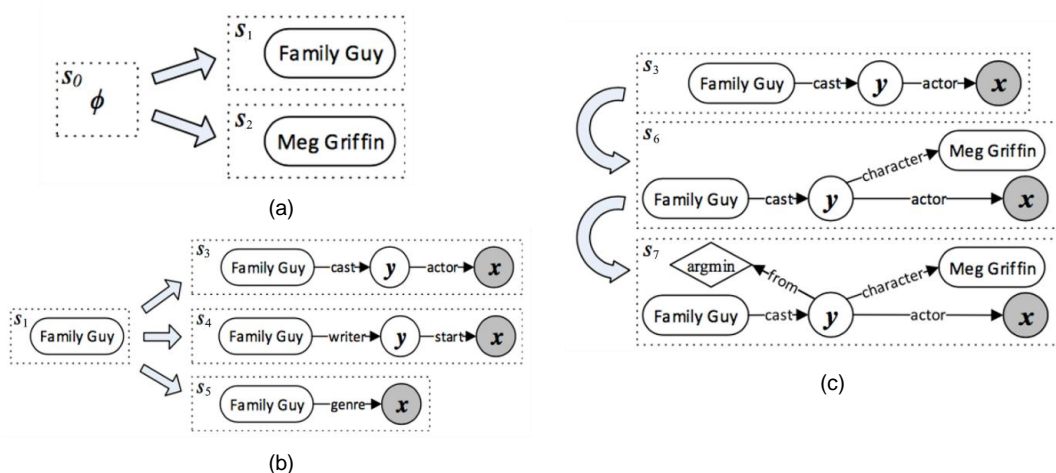 s0
ϕ
s1
Family Guy
s2
Meg Griffin
(a)
s1
Family Guy
s3
Family Guy cast y actor x
s4
Family Guy writer y start x
s5
Family Guy genre x
(b)
s3
Family Guy cast y actor x
s6
Meg Griffin
character
Family Guy cast y actor x
s7
argmin
from
character
Meg Griffin
Family Guy cast y actor x
(c)